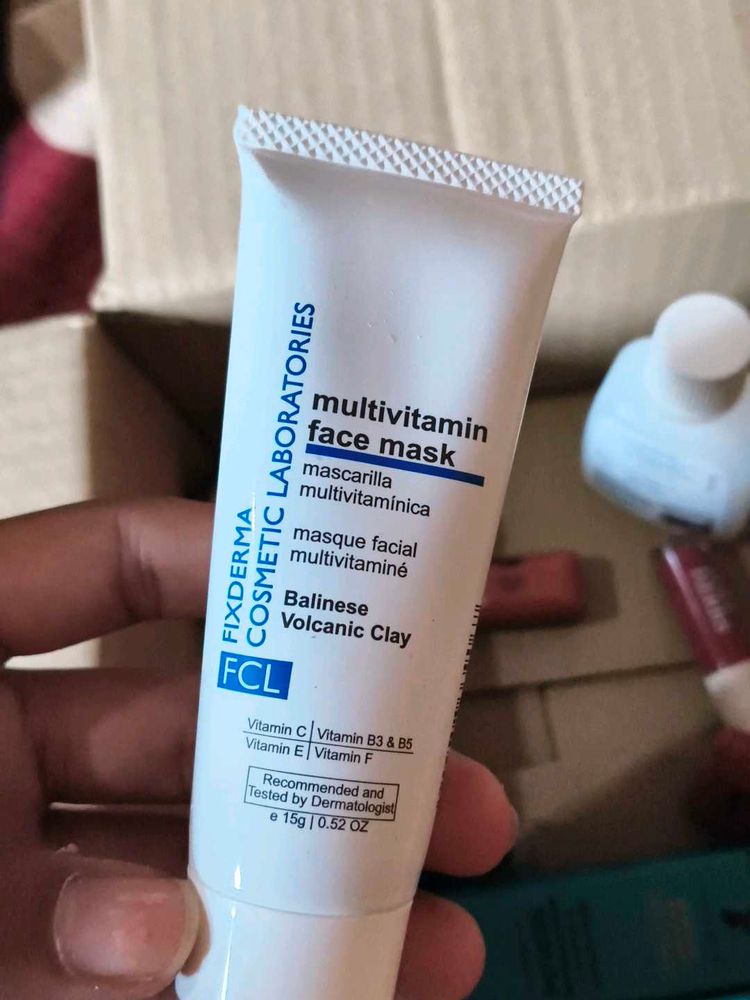 FIXDERMA
COSMETIC LABORATORIES
FCL
multivitamin
face mask
mascarilla
multivitamínica
masque facial
multivitaminé
Balinese
Volcanic Clay
Vitamin C | Vitamin B3 & B5
Vitamin E | Vitamin F
Recommended and
Tested by Dermatologist
e 15g | 0.52 OZ